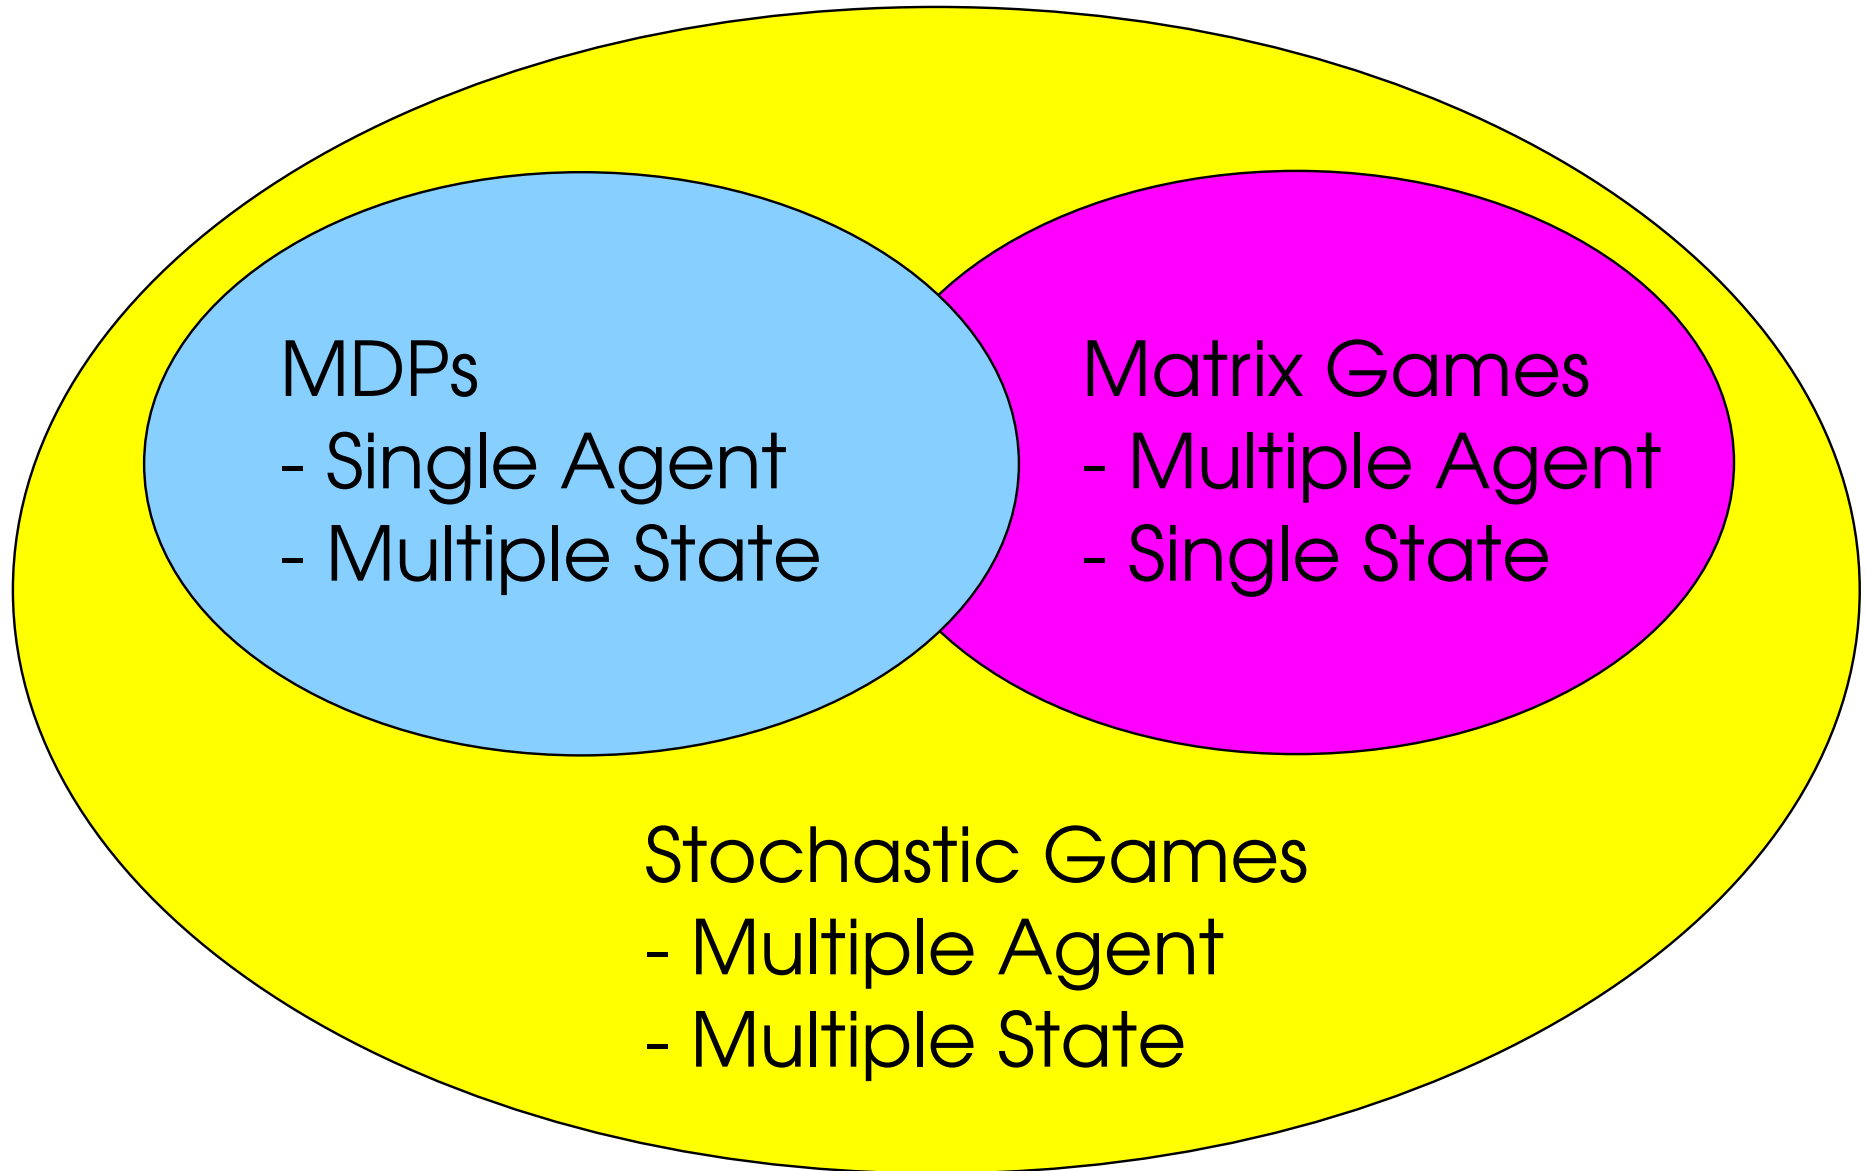 MDPs
- Single Agent
- Multiple State
Matrix Games
- Multiple Agent
- Single State
Stochastic Games
- Multiple Agent
- Multiple State